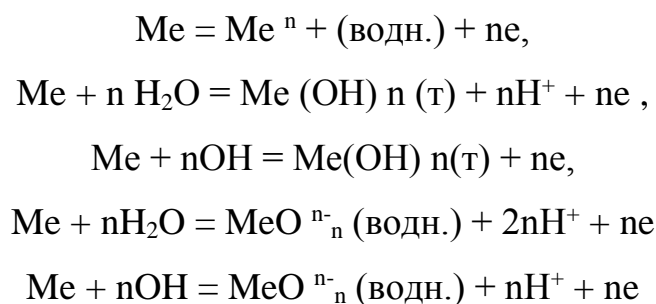 Me = Me ⁿ + (водн.) + ne,
Me + n H₂O = Me (OH) n (т) + nH⁺ + ne ,
Me + nOH = Me(OH) n(т) + ne,
Me + nH₂O = MeO ⁿ⁻ₙ (водн.) + 2nH⁺ + ne
Me + nOH = MeO ⁿ⁻ₙ (водн.) + nH⁺ + ne